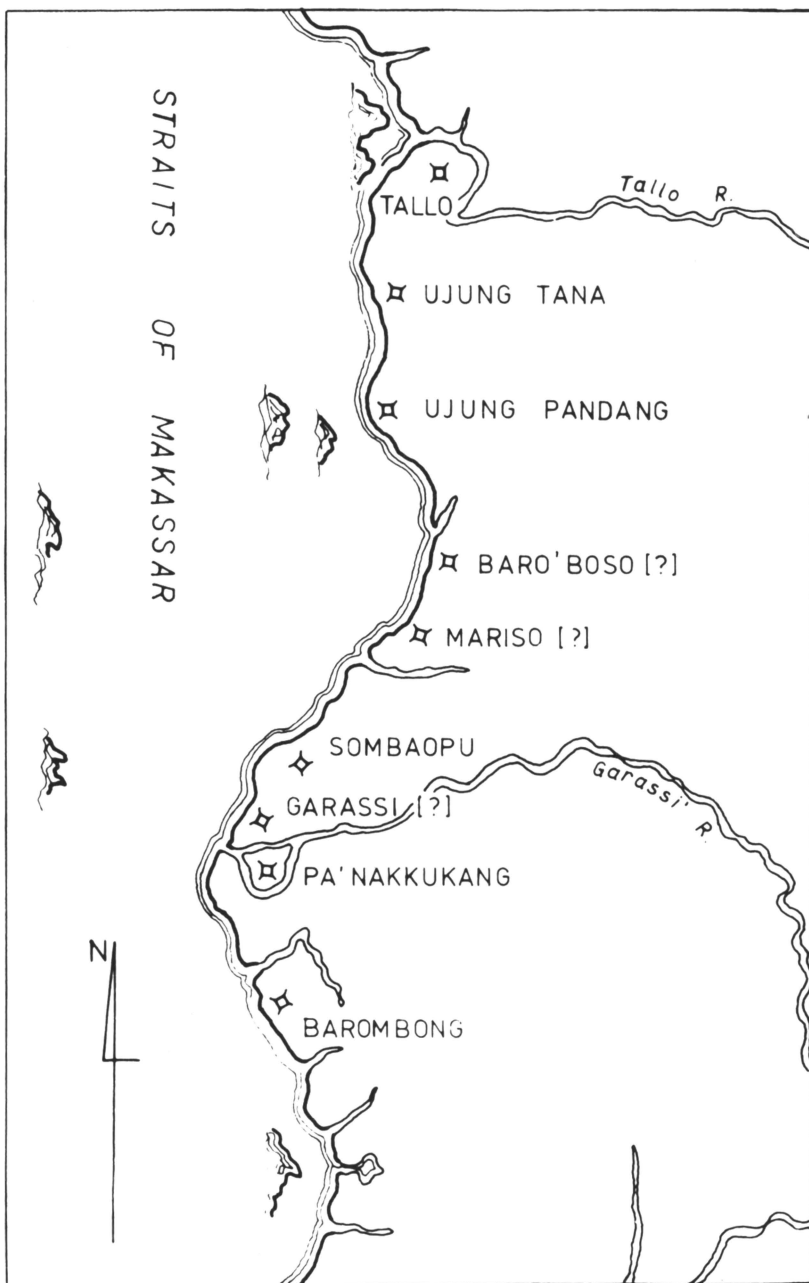 STRAITS OF MAKASSAR
TALLO
Tallo R.
UJUNG TANA
UJUNG PANDANG
BARO'BOSO [?]
MARISO [?]
SOMBAOPU
Garassi' R.
GARASSI [?]
PA'NAKKUKANG
N
BAROMBONG